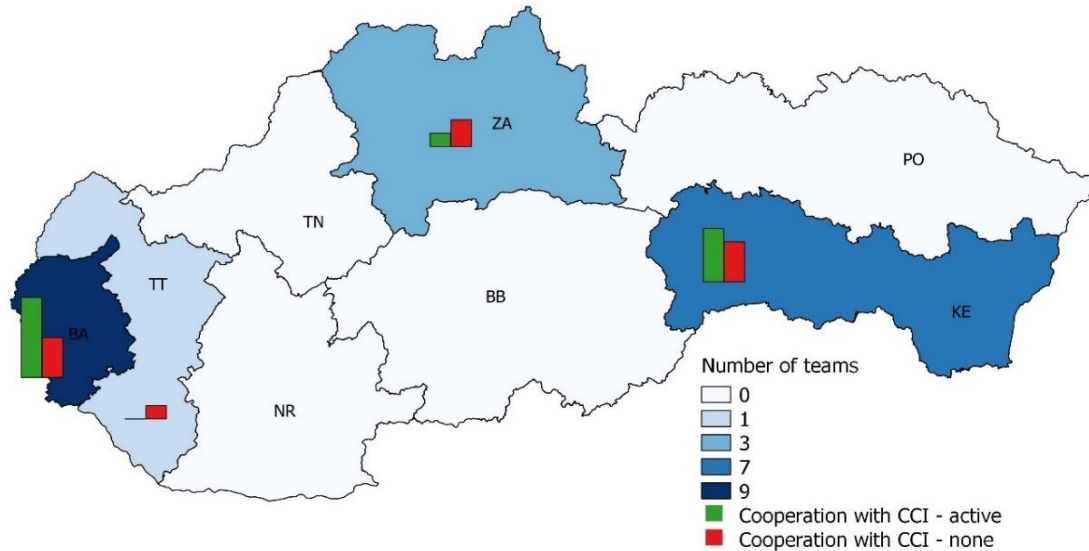 ZA
PO
TN
TT
BB
BA
KE
NR
Number of teams
0
1
3
7
9
Cooperation with CCI - active
Cooperation with CCI - none